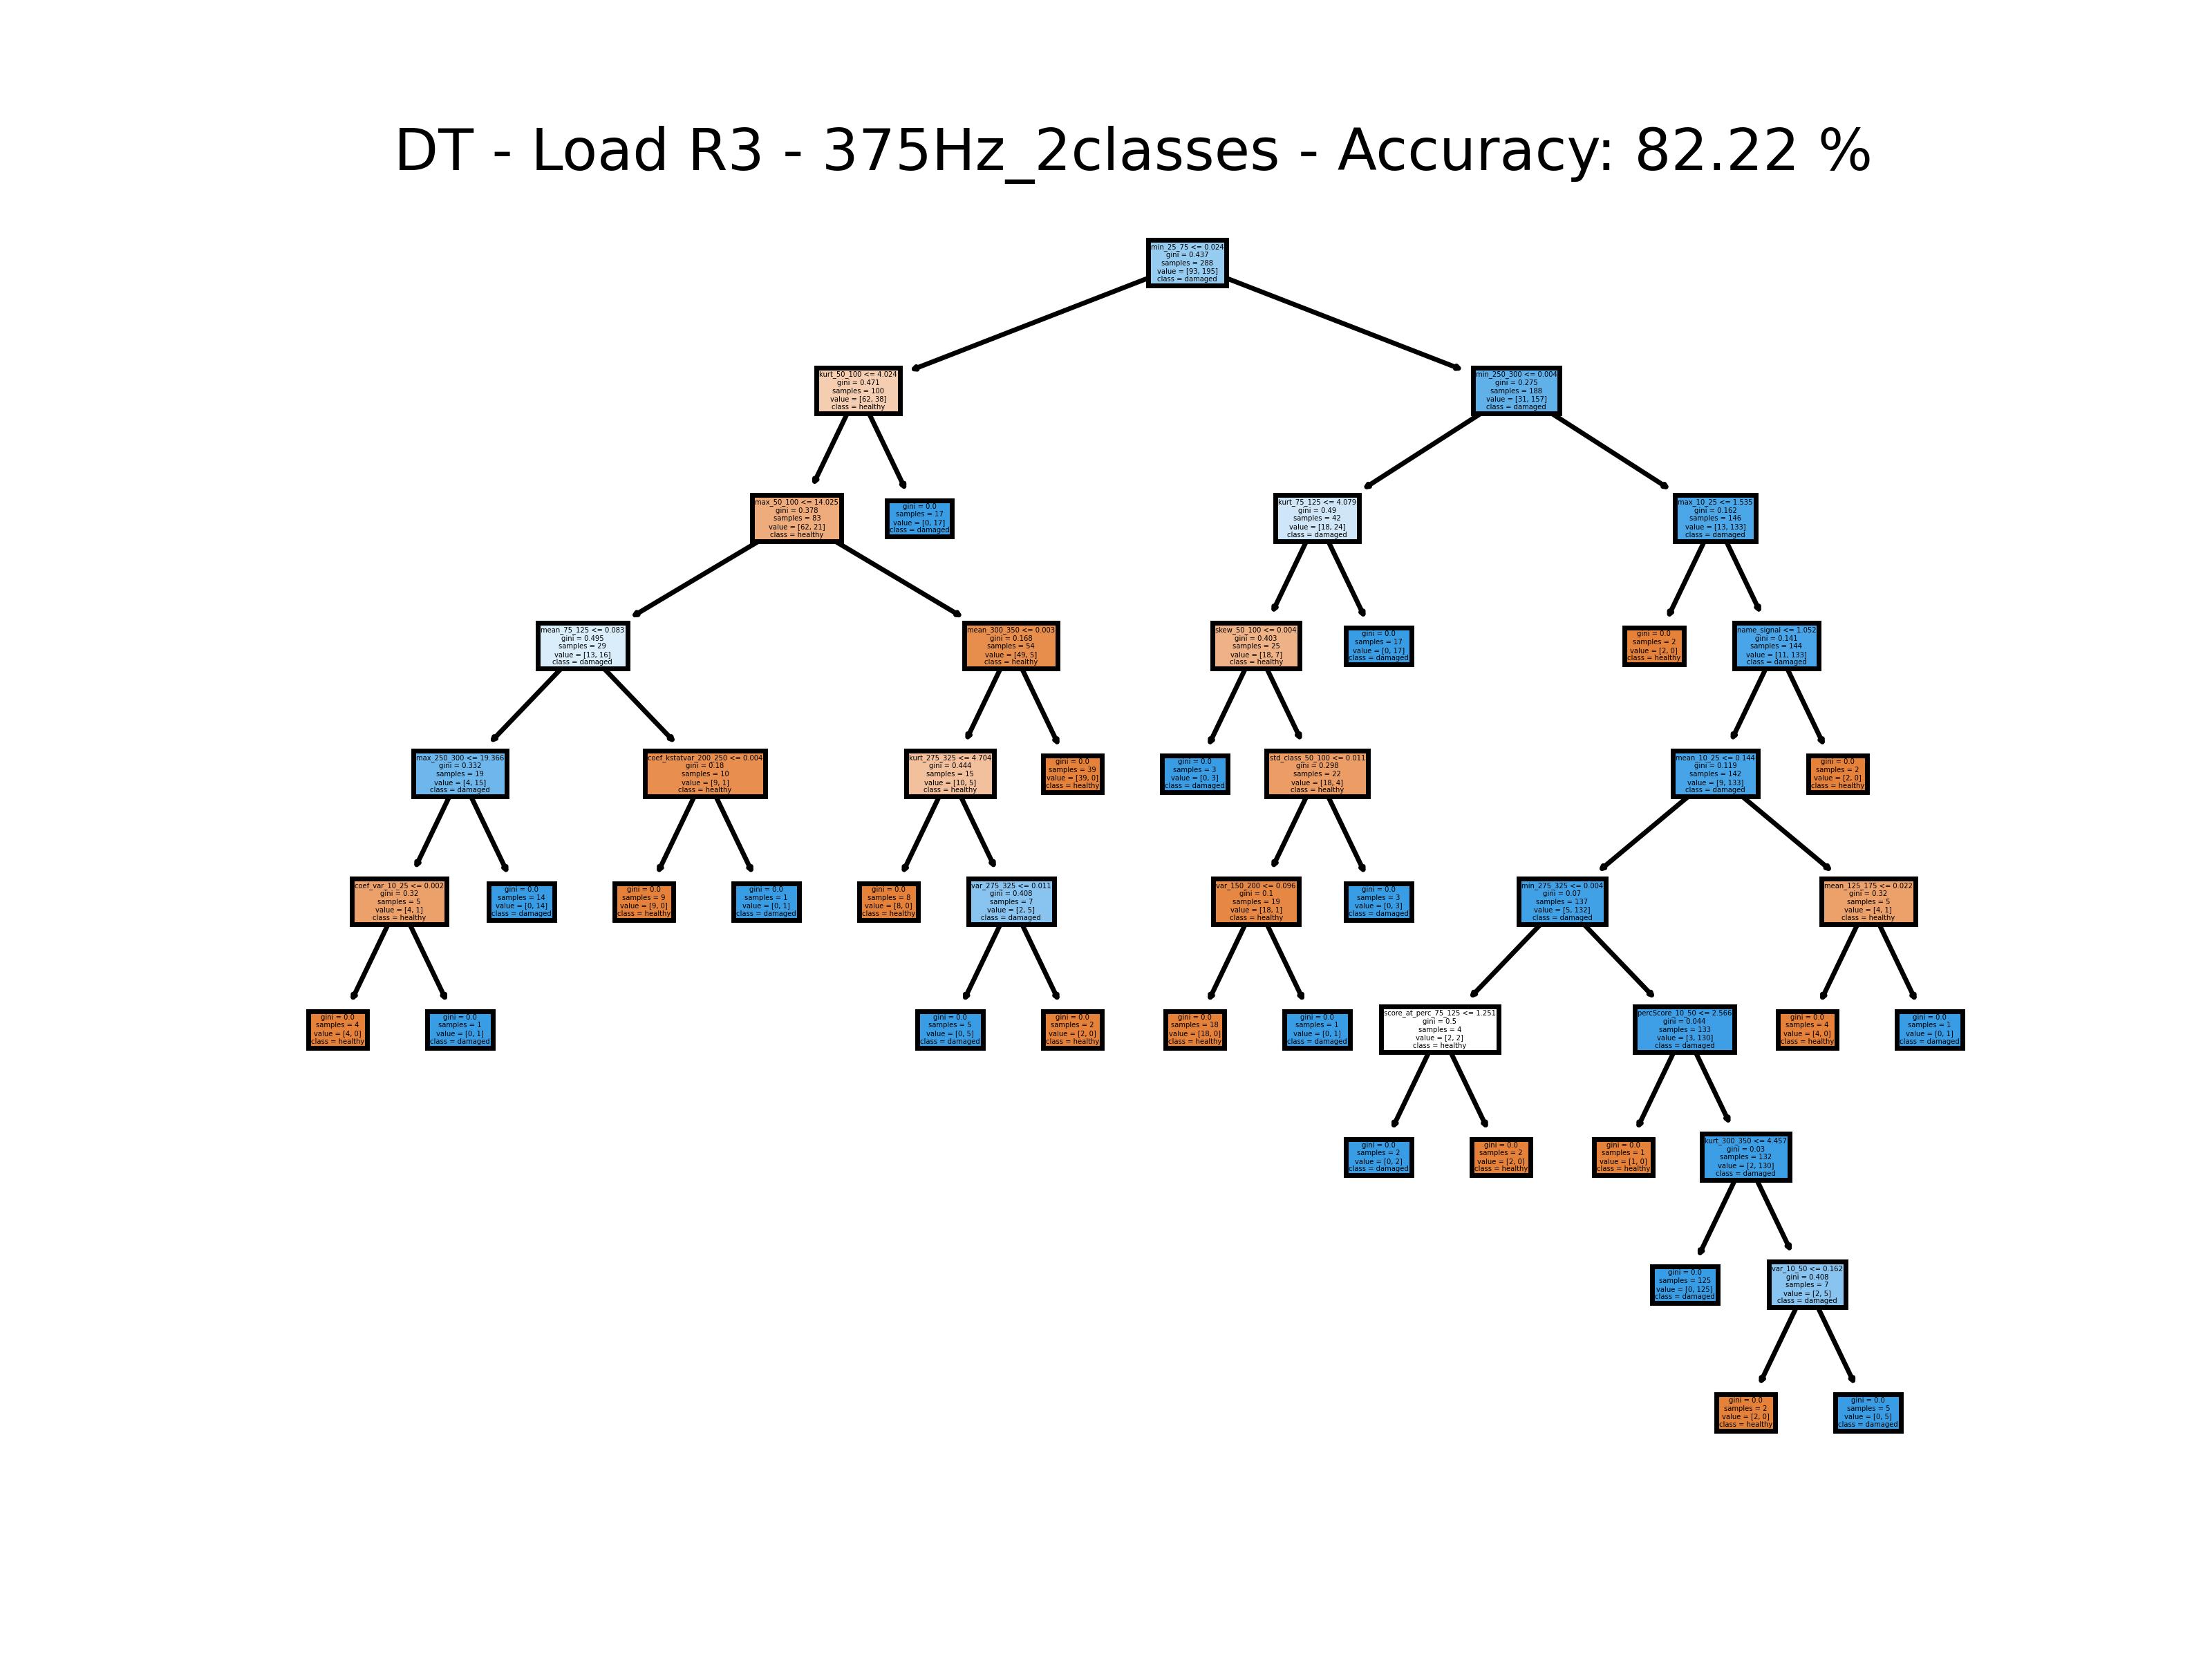 DT - Load R3 - 375Hz_2classes - Accuracy: 82.22 %
min_25_75 <= 0.024
gini = 0.437
samples = 288
value = [93, 195]
class = damaged
kurt_50_100 <= 4.024
gini = 0.471
samples = 100
value = [62, 38]
class = healthy
min_250_300 <= 0.004
gini = 0.275
samples = 188
value = [31, 157]
class = damaged
max_50_100 <= 14.025
gini = 0.378
samples = 83
value = [62, 21]
class = healthy
gini = 0.0
samples = 17
value = [0, 17]
class = damaged
kurt_75_125 <= 4.079
gini = 0.49
samples = 42
value = [18, 24]
class = damaged
max_10_25 <= 1.535
gini = 0.162
samples = 146
value = [13, 133]
class = damaged
mean_75_125 <= 0.083
gini = 0.495
samples = 29
value = [13, 16]
class = damaged
mean_300_350 <= 0.003
gini = 0.168
samples = 54
value = [49, 5]
class = healthy
skew_50_100 <= 0.004
gini = 0.403
samples = 25
value = [18, 7]
class = healthy
gini = 0.0
samples = 17
value = [0, 17]
class = damaged
gini = 0.0
samples = 2
value = [2, 0]
class = healthy
name_signal <= 1.052
gini = 0.141
samples = 144
value = [11, 133]
class = damaged
max_250_300 <= 19.366
gini = 0.332
samples = 19
value = [4, 15]
class = damaged
coef_kstatvar_200_250 <= 0.004
gini = 0.18
samples = 10
value = [9, 1]
class = healthy
kurt_275_325 <= 4.704
gini = 0.444
samples = 15
value = [10, 5]
class = healthy
gini = 0.0
samples = 39
value = [39, 0]
class = healthy
gini = 0.0
samples = 3
value = [0, 3]
class = damaged
std_class_50_100 <= 0.011
gini = 0.298
samples = 22
value = [18, 4]
class = healthy
mean_10_25 <= 0.144
gini = 0.119
samples = 142
value = [9, 133]
class = damaged
gini = 0.0
samples = 2
value = [2, 0]
class = healthy
coef_var_10_25 <= 0.002
gini = 0.32
samples = 5
value = [4, 1]
class = healthy
gini = 0.0
samples = 14
value = [0, 14]
class = damaged
gini = 0.0
samples = 9
value = [9, 0]
class = healthy
gini = 0.0
samples = 1
value = [0, 1]
class = damaged
gini = 0.0
samples = 8
value = [8, 0]
class = healthy
var_275_325 <= 0.011
gini = 0.408
samples = 7
value = [2, 5]
class = damaged
var_150_200 <= 0.096
gini = 0.1
samples = 19
value = [18, 1]
class = healthy
gini = 0.0
samples = 3
value = [0, 3]
class = damaged
min_275_325 <= 0.004
gini = 0.07
samples = 137
value = [5, 132]
class = damaged
mean_125_175 <= 0.022
gini = 0.32
samples = 5
value = [4, 1]
class = healthy
gini = 0.0
samples = 4
value = [4, 0]
class = healthy
gini = 0.0
samples = 1
value = [0, 1]
class = damaged
gini = 0.0
samples = 5
value = [0, 5]
class = damaged
gini = 0.0
samples = 2
value = [2, 0]
class = healthy
gini = 0.0
samples = 18
value = [18, 0]
class = healthy
gini = 0.0
samples = 1
value = [0, 1]
class = damaged
score_at_perc_75_125 <= 1.251
gini = 0.5
samples = 4
value = [2, 2]
class = healthy
percScore_10_50 <= 2.566
gini = 0.044
samples = 133
value = [3, 130]
class = damaged
gini = 0.0
samples = 4
value = [4, 0]
class = healthy
gini = 0.0
samples = 1
value = [0, 1]
class = damaged
gini = 0.0
samples = 2
value = [0, 2]
class = damaged
gini = 0.0
samples = 2
value = [2, 0]
class = healthy
gini = 0.0
samples = 1
value = [1, 0]
class = healthy
kurt_300_350 <= 4.457
gini = 0.03
samples = 132
value = [2, 130]
class = damaged
gini = 0.0
samples = 125
value = [0, 125]
class = damaged
var_10_50 <= 0.162
gini = 0.408
samples = 7
value = [2, 5]
class = damaged
gini = 0.0
samples = 2
value = [2, 0]
class = healthy
gini = 0.0
samples = 5
value = [0, 5]
class = damaged